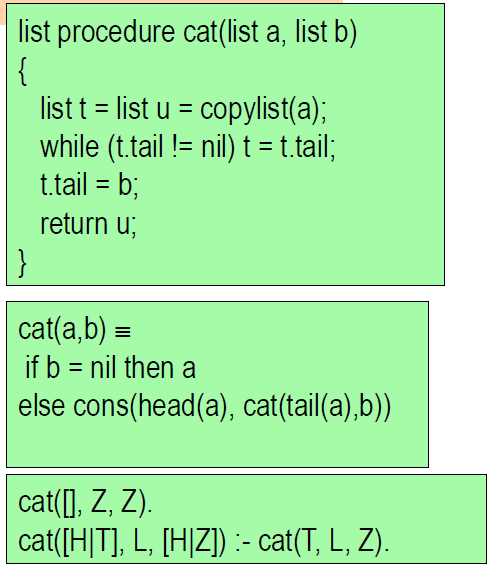 list procedure cat(list a, list b)
{
list t = list u = copylist(a);
while (t.tail != nil) t = t.tail;
t.tail = b;
return u;
}
cat(a,b) ≡
if b = nil then a
else cons(head(a), cat(tail(a),b))
cat([], Z, Z).
cat([H|T], L, [H|Z]) :- cat(T, L, Z).